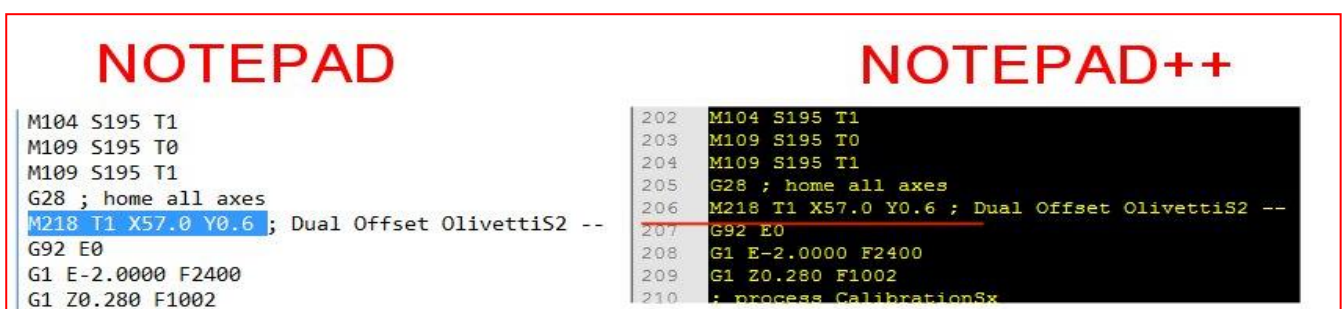 NOTEPAD
M104 S195 T1
M109 S195 T0
M109 S195 T1
G28 ; home all axes
M218 T1 X57.0 Y0.6 ; Dual Offset OlivettiS2 --
G92 E0
G1 E-2.0000 F2400
G1 Z0.280 F1002
NOTEPAD++
202 M104 S195 T1
203 M109 S195 T0
204 M109 S195 T1
205 G28 ; home all axes
206 M218 T1 X57.0 Y0.6 ; Dual Offset OlivettiS2 --
207 G92 E0
208 G1 E-2.0000 F2400
209 G1 Z0.280 F1002
210 ; process CalibrationSx